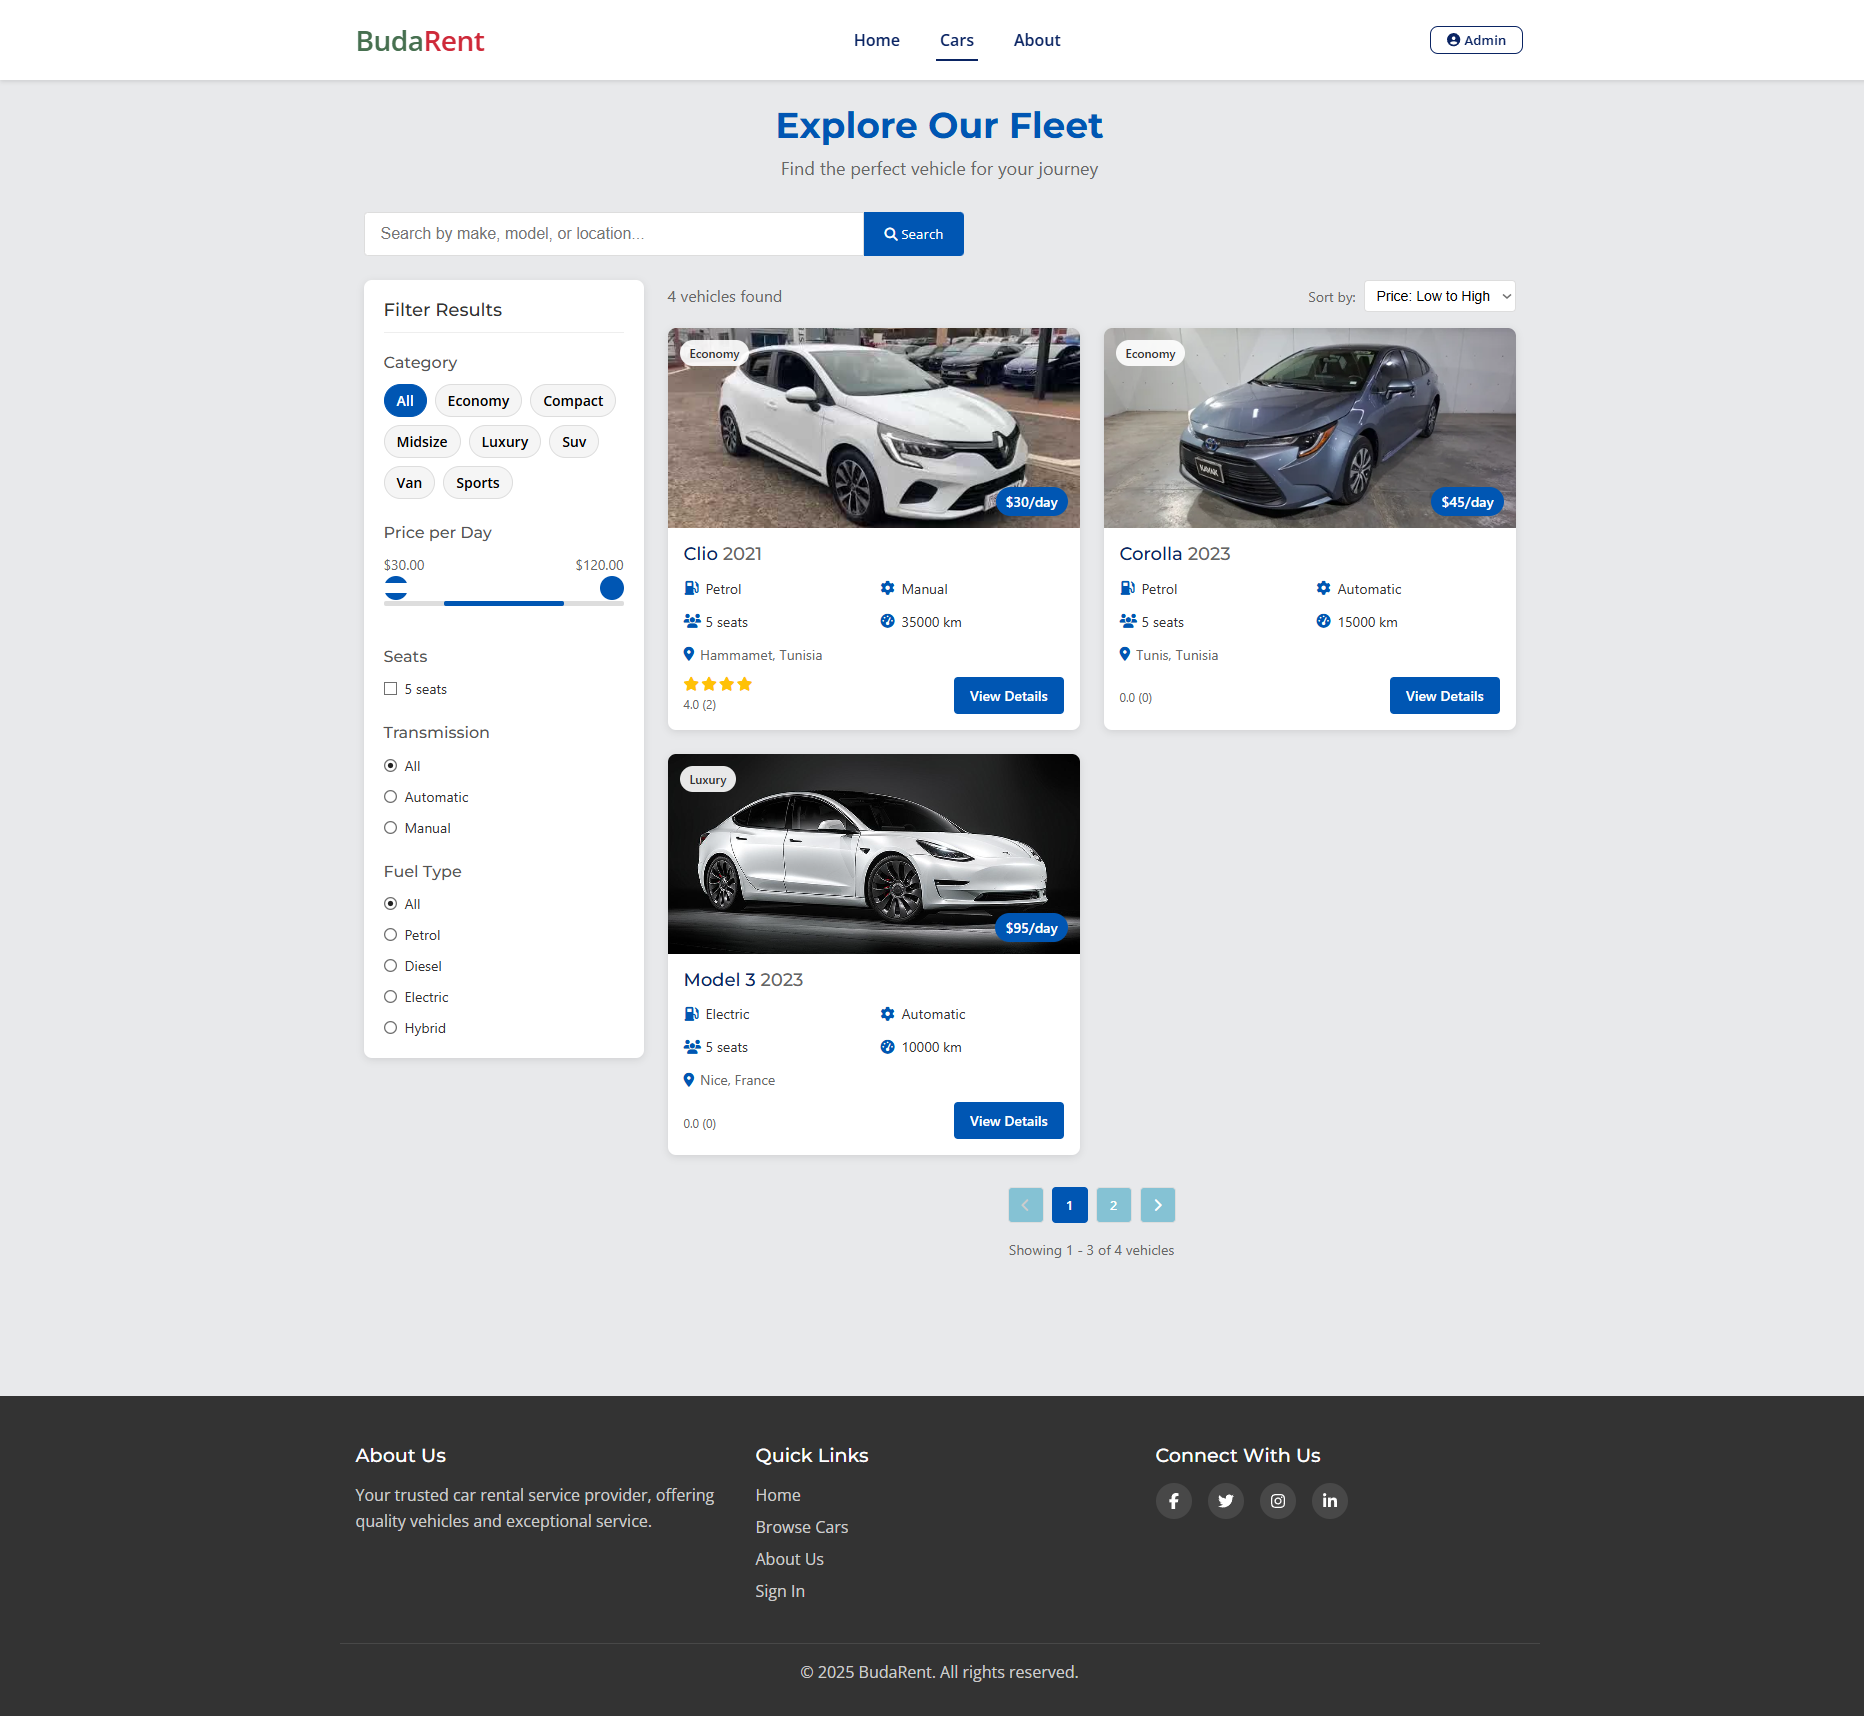 BudaRent
Home
Cars
About
Admin
Explore Our Fleet
Find the perfect vehicle for your journey
Search by make, model, or location...
Search
Filter Results
Category
All
Economy
Compact
Midsize
Luxury
Suv
Van
Sports
Price per Day
$30.00
$120.00
Seats
5 seats
Transmission
All
Automatic
Manual
Fuel Type
All
Petrol
Diesel
Electric
Hybrid
4 vehicles found
Sort by:
Price: Low to High
Economy
$30/day
Clio 2021
Petrol
Manual
5 seats
35000 km
Hammamet, Tunisia
4.0 (2)
View Details
Economy
KAVAK
$45/day
Corolla 2023
Petrol
Automatic
5 seats
15000 km
Tunis, Tunisia
0.0 (0)
View Details
Luxury
$95/day
Model 3 2023
Electric
Automatic
5 seats
10000 km
Nice, France
0.0 (0)
View Details
1
2
Showing 1 - 3 of 4 vehicles
About Us
Your trusted car rental service provider, offering
quality vehicles and exceptional service.
Quick Links
Home
Browse Cars
About Us
Sign In
Connect With Us
© 2025 BudaRent. All rights reserved.